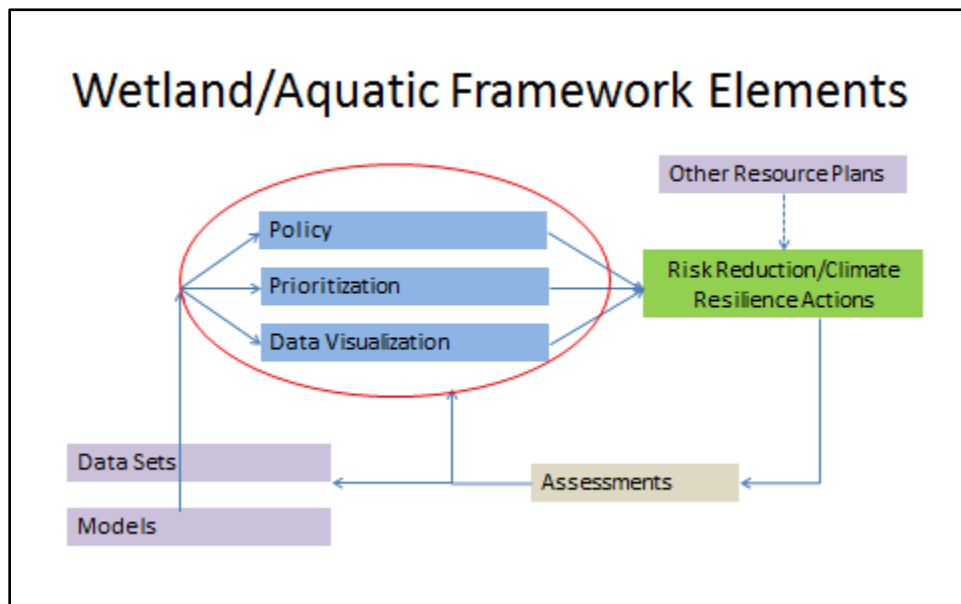 Wetland/Aquatic Framework Elements
Other Resource Plans
Policy
Prioritization
Data Visualization
Risk Reduction/Climate
Resilience Actions
Data Sets
Models
Assessments